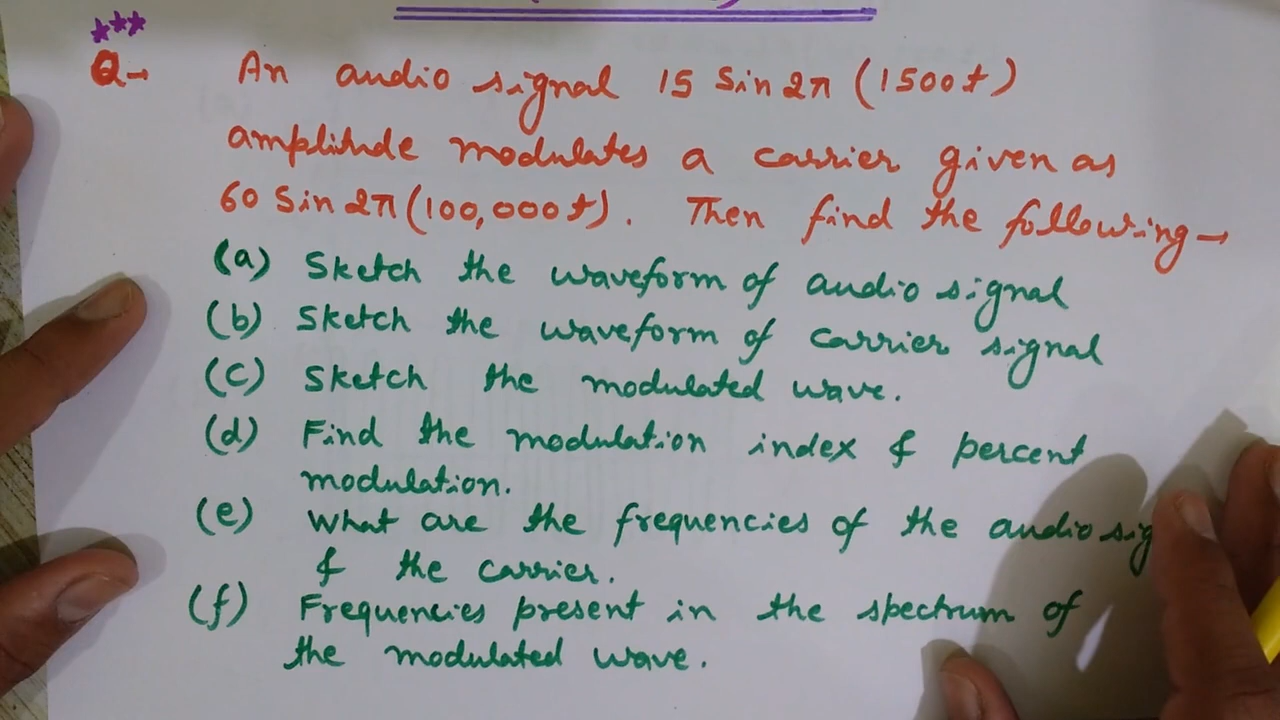 ***
Q→ An audio signal 15 Sin 2π (1500t)
amplitude modulates a carrier given as
60 Sin 2π (100,000t). Then find the following→
(a) Sketch the waveform of audio signal
(b) Sketch the waveform of carrier signal
(c) Sketch the modulated wave.
(d) Find the modulation index & percent
modulation.
(e) What are the frequencies of the audio sig
& the carrier.
(f) Frequencies present in the spectrum of
the modulated wave.